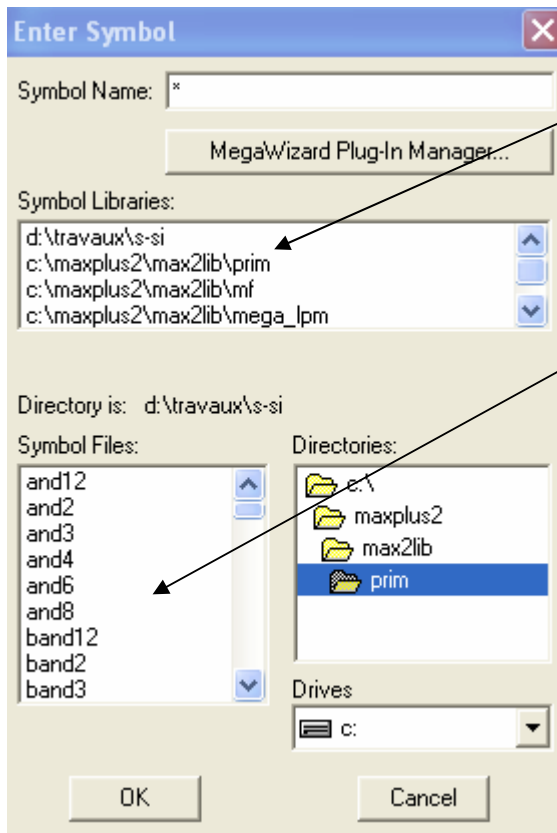 Enter Symbol
Symbol Name: *
MegaWizard Plug-In Manager...
Symbol Libraries:
d:\travaux\s-si
c:\maxplus2\max2lib\prim
c:\maxplus2\max2lib\mf
c:\maxplus2\max2lib\mega_lpm
Directory is: d:\travaux\s-si
Symbol Files:
and12
and2
and3
and4
and6
and8
band12
band2
band3
Directories:
c:\
maxplus2
max2lib
prim
Drives
c:
OK
Cancel